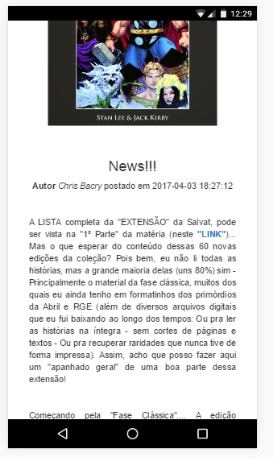 12:29
STAN LEE & JACK KIRBY
News!!!
Autor Chris Bacry postado em 2017-04-03 18:27:12
A LISTA completa da "EXTENSÃO" da Salvat, pode
ser vista na "1ª Parte" da matéria (neste "LINK")...
Mas o que esperar do conteúdo dessas 60 novas
edições da coleção? Pois bem, eu não li todas as
histórias, mas a grande maioria delas (uns 80%) sim -
Principalmente o material da fase clássica, muitos dos
quais eu ainda tenho em formatinhos dos primórdios
da Abril e RGE (além de diversos arquivos digitais
que eu fui baixando ao longo dos tempos: Ou pra ler
as histórias na íntegra - sem cortes de páginas e
textos - Ou pra recuperar raridades que nunca tive de
forma impressa). Assim, acho que posso fazer aqui
um "apanhado geral" de uma boa parte dessa
extensão!
Começando pela "Fase Clássica".... A edição